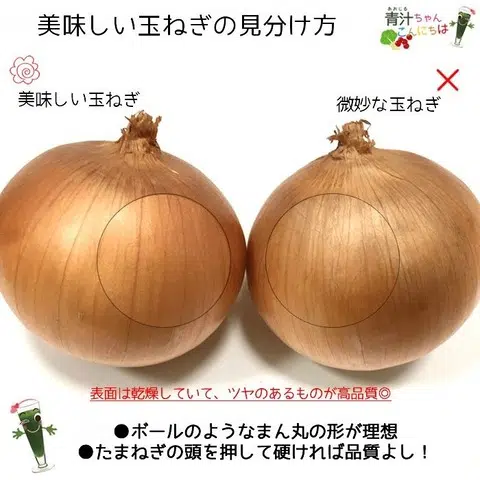 美味しい玉ねぎの見分け方
あおじる
青汁ちゃん
こんにちは
美味しい玉ねぎ
微妙な玉ねぎ
表面は乾燥していて、ツヤのあるものが高品質◎
●ボールのようなまん丸の形が理想
●たまねぎの頭を押して硬ければ品質よし！